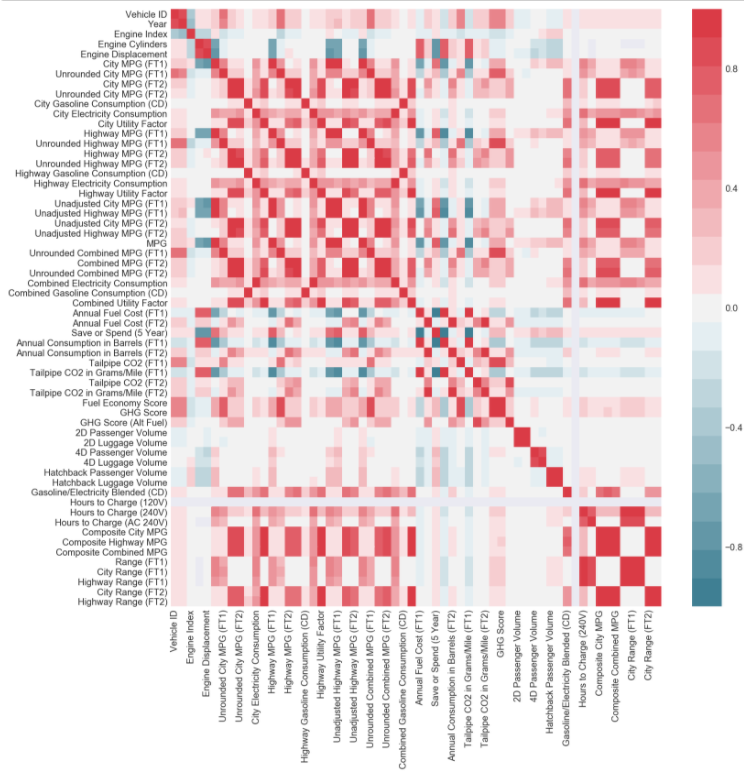 Vehicle ID
Year
Engine Index
Engine Cylinders
Engine Displacement
City MPG (FT1)
Unrounded City MPG (FT1)
City MPG (FT2)
Unrounded City MPG (FT2)
City Gasoline Consumption (CD)
City Electricity Consumption
City Utility Factor
Highway MPG (FT1)
Unrounded Highway MPG (FT1)
Highway MPG (FT2)
Unrounded Highway MPG (FT2)
Highway Gasoline Consumption (CD)
Highway Electricity Consumption
Highway Utility Factor
Unadjusted City MPG (FT1)
Unadjusted Highway MPG (FT1)
Unadjusted City MPG (FT2)
Unadjusted Highway MPG (FT2)
MPG
Unrounded Combined MPG (FT1)
Combined MPG (FT2)
Unrounded Combined MPG (FT2)
Combined Electricity Consumption
Combined Gasoline Consumption (CD)
Combined Utility Factor
Annual Fuel Cost (FT1)
Annual Fuel Cost (FT2)
Save or Spend (5 Year)
Annual Consumption in Barrels (FT1)
Annual Consumption in Barrels (FT2)
Tailpipe CO2 (FT1)
Tailpipe CO2 in Grams/Mile (FT1)
Tailpipe CO2 (FT2)
Tailpipe CO2 in Grams/Mile (FT2)
Fuel Economy Score
GHG Score
GHG Score (Alt Fuel)
2D Passenger Volume
2D Luggage Volume
4D Passenger Volume
4D Luggage Volume
Hatchback Passenger Volume
Hatchback Luggage Volume
Gasoline/Electricity Blended (CD)
Hours to Charge (120V)
Hours to Charge (240V)
Hours to Charge (AC 240V)
Composite City MPG
Composite Highway MPG
Composite Combined MPG
Range (FT1)
City Range (FT1)
Highway Range (FT1)
City Range (FT2)
Highway Range (FT2)
Vehicle ID
Engine Index
Engine Displacement
Unrounded City MPG (FT1)
Unrounded City MPG (FT2)
City Electricity Consumption
Highway MPG (FT1)
Highway MPG (FT2)
Highway Gasoline Consumption (CD)
Highway Utility Factor
Unadjusted Highway MPG (FT1)
Unadjusted Highway MPG (FT2)
Unrounded Combined MPG (FT1)
Unrounded Combined MPG (FT2)
Combined Gasoline Consumption (CD)
Annual Fuel Cost (FT1)
Save or Spend (5 Year)
Annual Consumption in Barrels (FT2)
Tailpipe CO2 in Grams/Mile (FT1)
Tailpipe CO2 in Grams/Mile (FT2)
GHG Score
2D Passenger Volume
4D Passenger Volume
Hatchback Passenger Volume
Gasoline/Electricity Blended (CD)
Hours to Charge (240V)
Composite City MPG
Composite Combined MPG
City Range (FT1)
City Range (FT2)
0.8
0.4
0.0
−0.4
−0.8